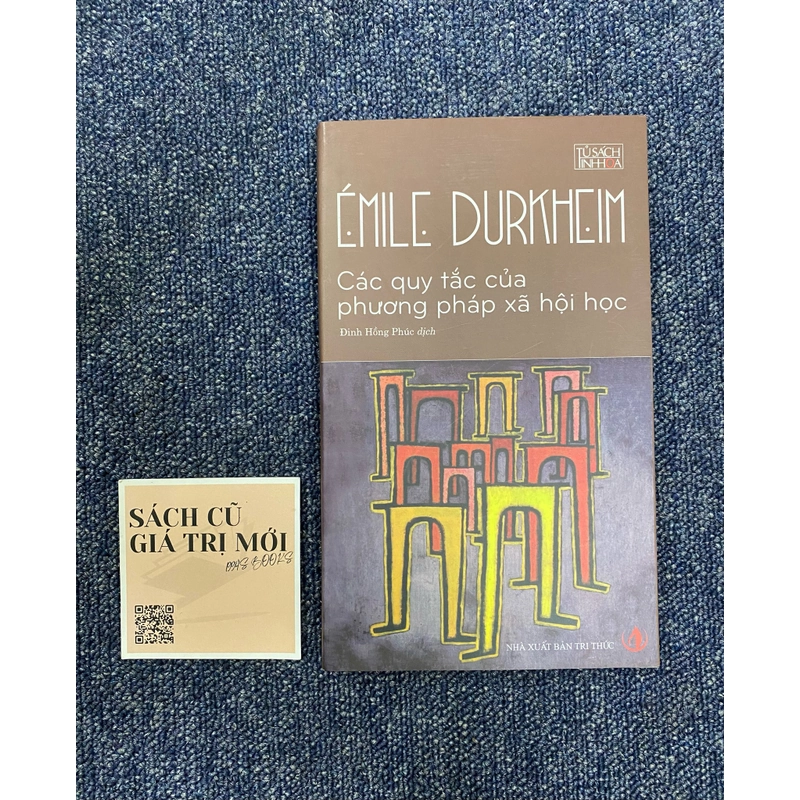 TỦ SÁCH
TINH HOA
ÉMILE DURKHEIM
Các quy tắc của
phương pháp xã hội học
Đinh Hồng Phúc dịch
NHÀ XUẤT BẢN TRI THỨC
SÁCH CŨ
GIÁ TRỊ MỚI
BOOKS